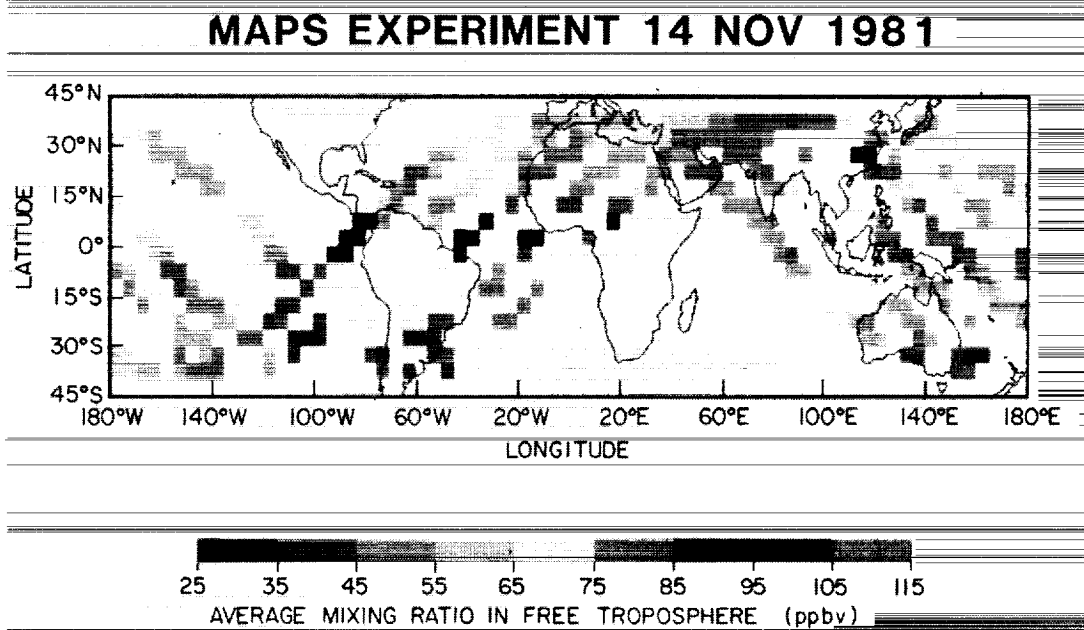 MAPS EXPERIMENT 14 NOV 1981
45°N
30°N
15°N
0°
15°S
30°S
45°S
LATITUDE
180°W 140°W 100°W 60°W 20°W 20°E 60°E 100°E 140°E 180°E
LONGITUDE
25 35 45 55 65 75 85 95 105 115
AVERAGE MIXING RATIO IN FREE TROPOSPHERE (ppbv)